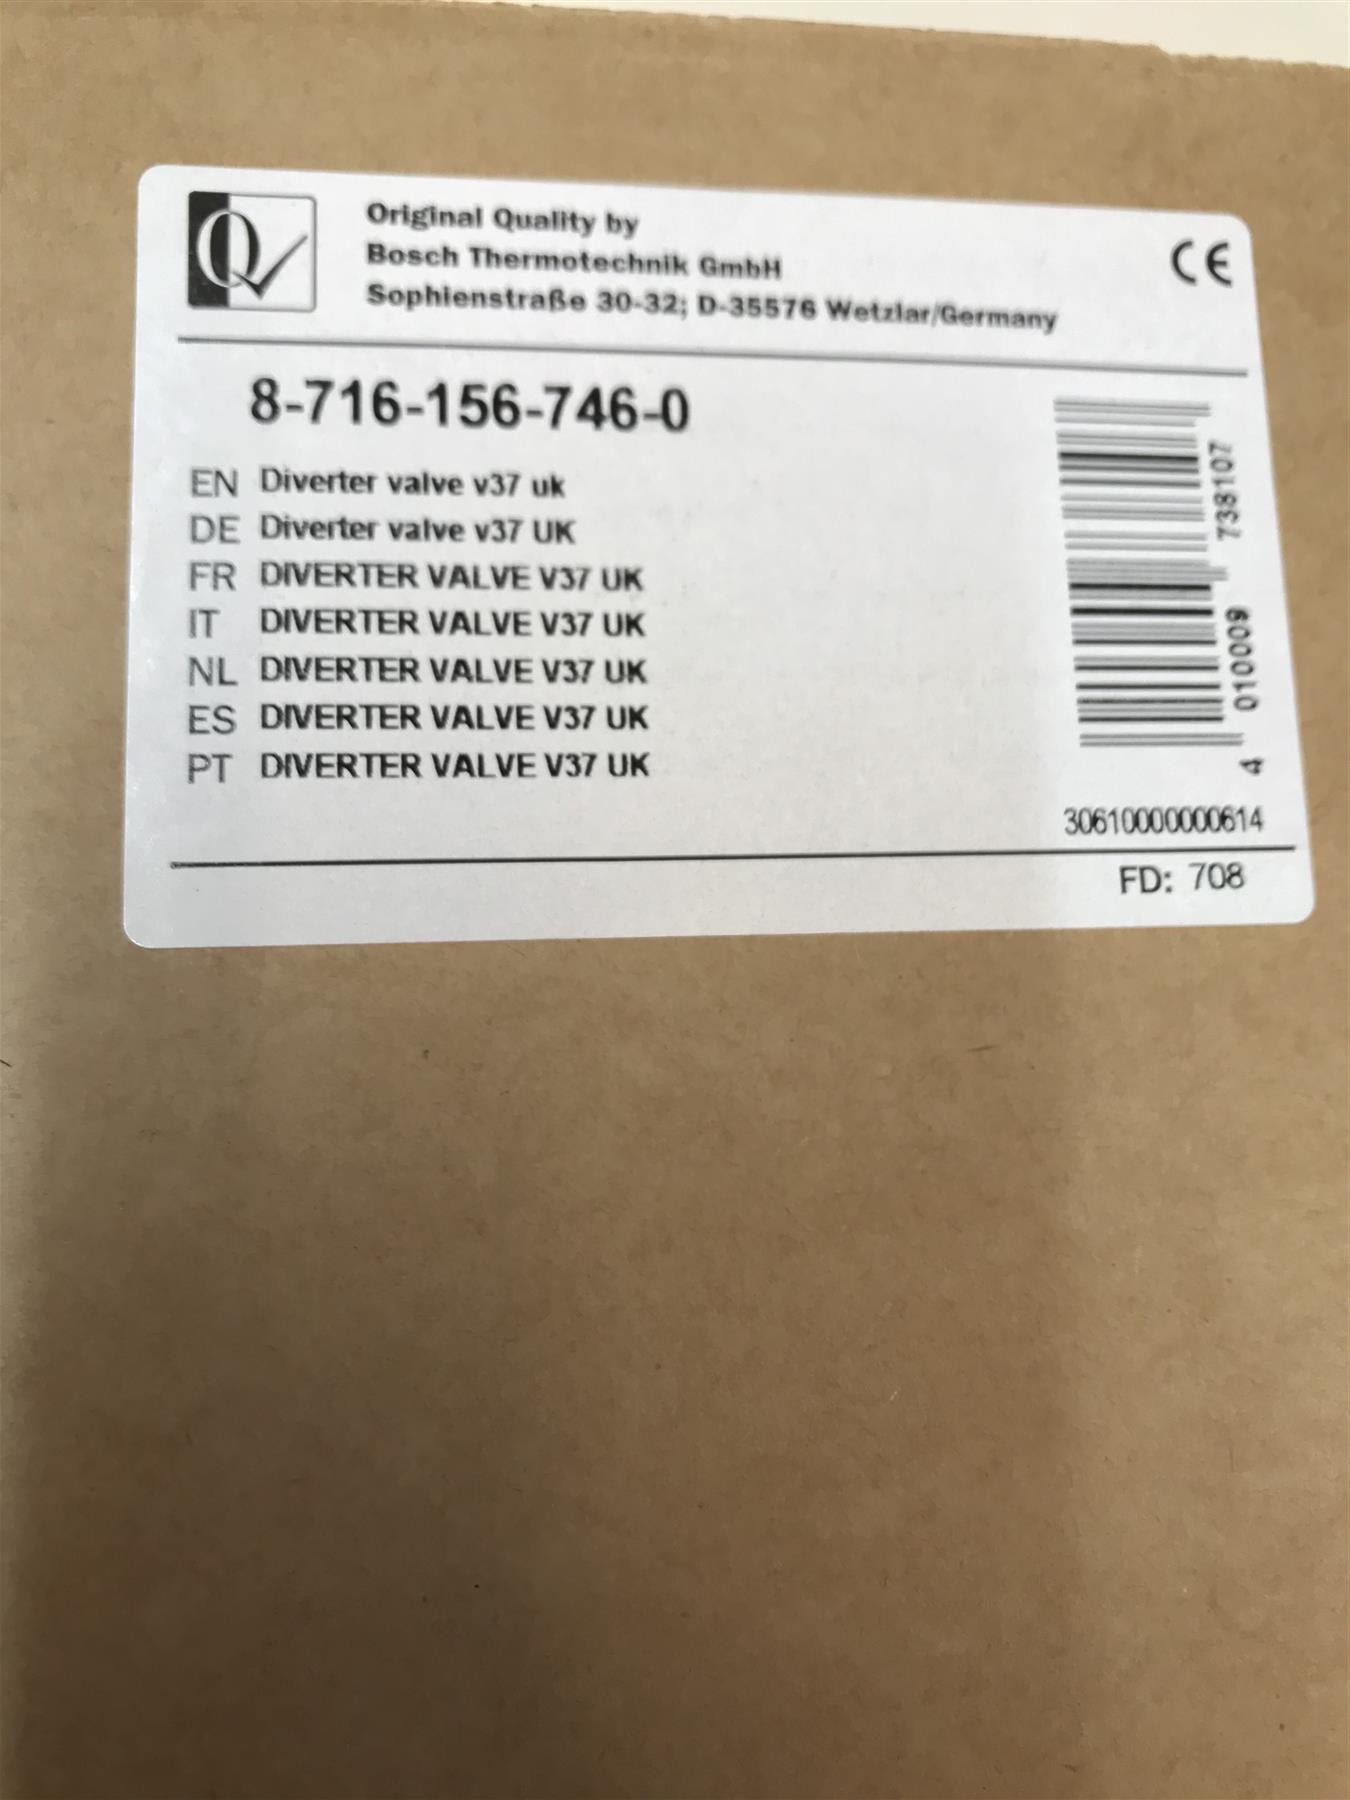 Q
Original Quality by
Bosch Thermotechnik GmbH
Sophienstraße 30-32; D-35576 Wetzlar/Germany
CE
8-716-156-746-0
EN Diverter valve v37 uk
DE Diverter valve v37 UK
FR DIVERTER VALVE V37 UK
IT DIVERTER VALVE V37 UK
NL DIVERTER VALVE V37 UK
ES DIVERTER VALVE V37 UK
PT DIVERTER VALVE V37 UK
4 010009 738107
30610000000614
FD: 708